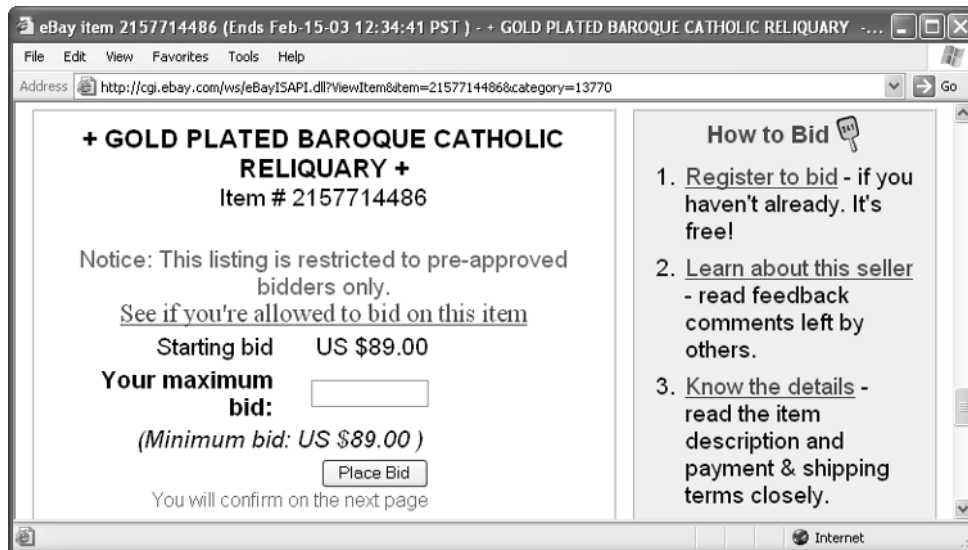 eBay item 2157714486 (Ends Feb-15-03 12:34:41 PST ) - + GOLD PLATED BAROQUE CATHOLIC RELIQUARY -...
File Edit View Favorites Tools Help
Address http://cgi.ebay.com/ws/eBayISAPI.dll?ViewItem&item=2157714486&category=13770 Go
+ GOLD PLATED BAROQUE CATHOLIC
RELIQUARY +
Item # 2157714486
Notice: This listing is restricted to pre-approved
bidders only.
See if you're allowed to bid on this item
Starting bid US $89.00
Your maximum
bid:
(Minimum bid: US $89.00 )
Place Bid
You will confirm on the next page
How to Bid
1. Register to bid - if you
haven't already. It's
free!
2. Learn about this seller
- read feedback
comments left by
others.
3. Know the details -
read the item
description and
payment & shipping
terms closely.
Internet